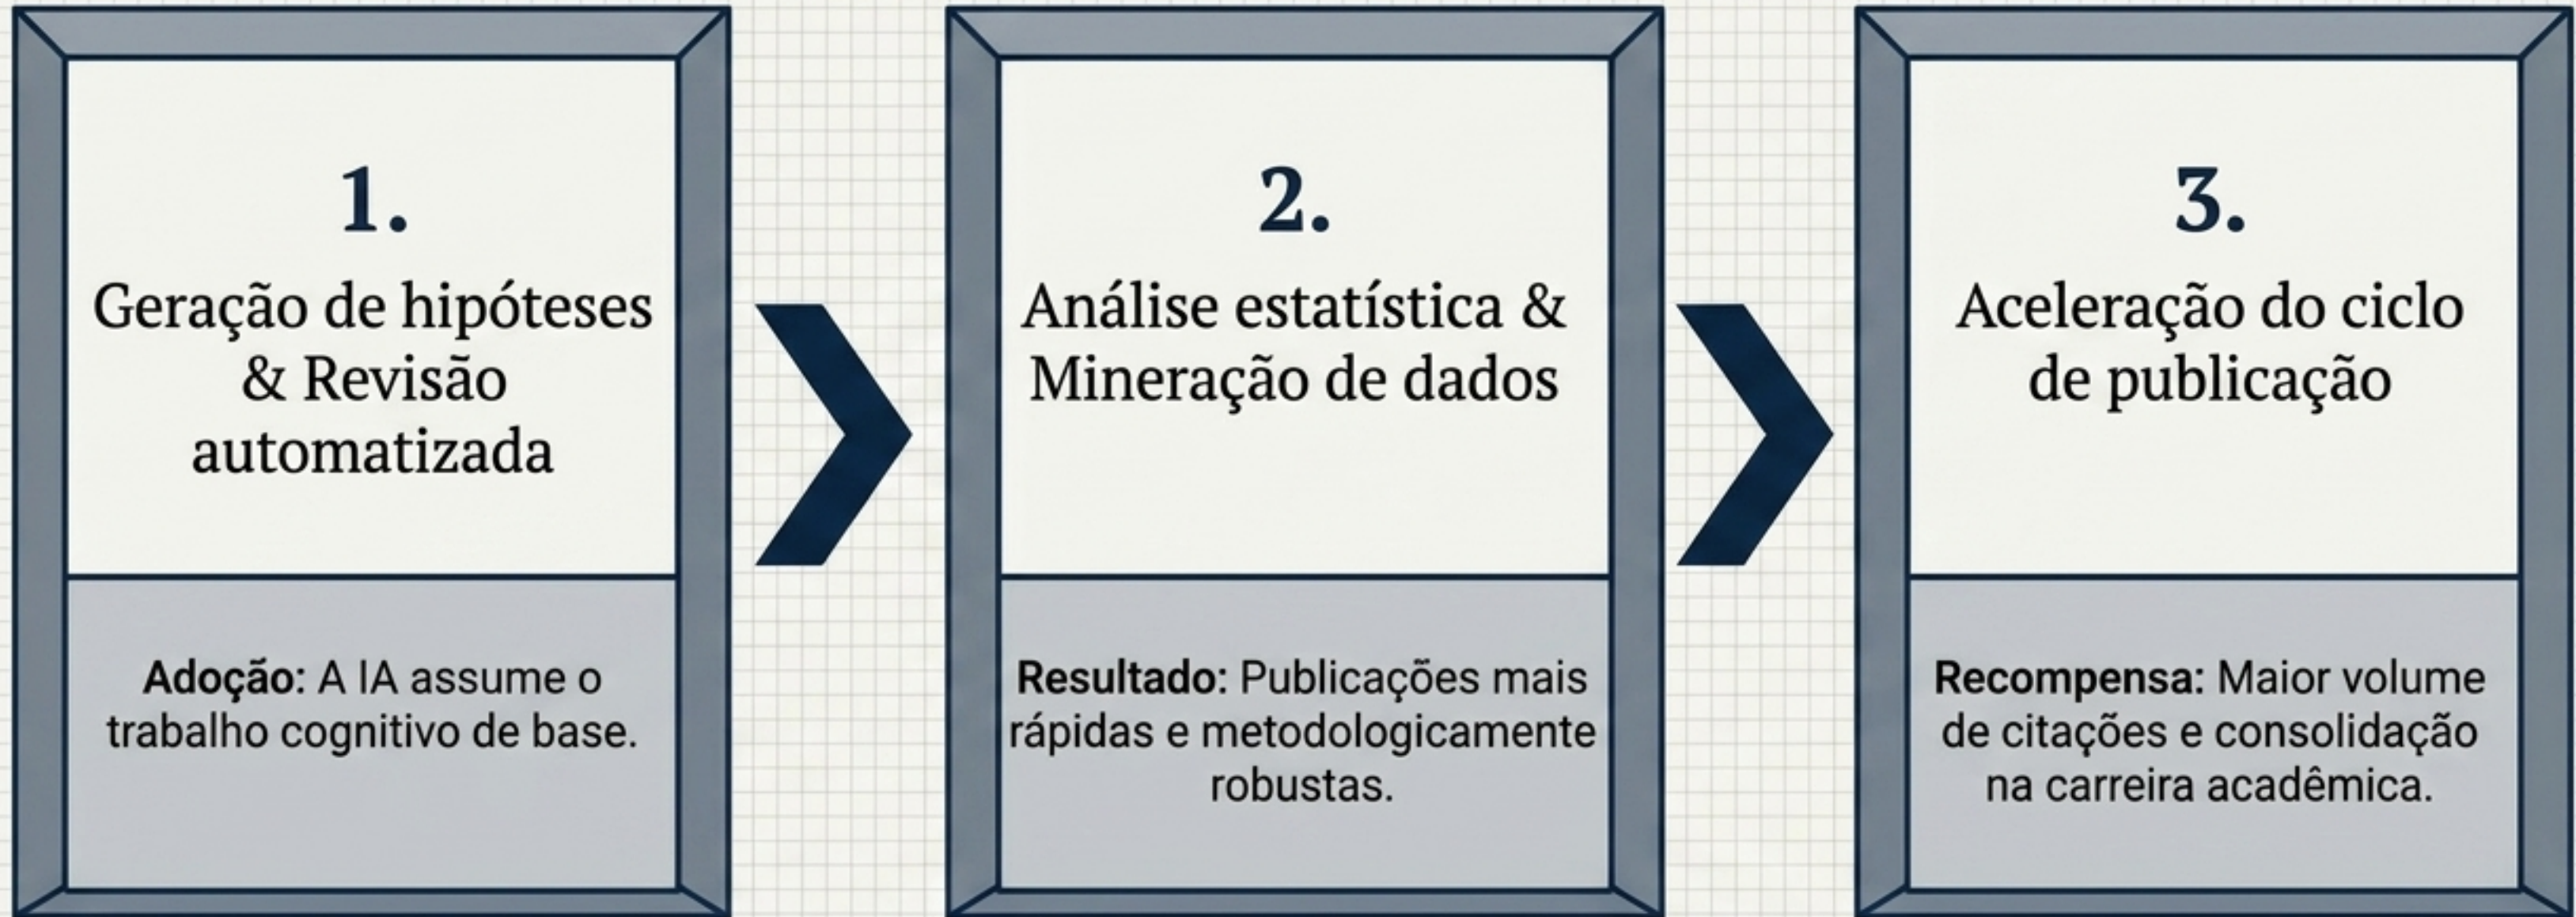 1.
Geração de hipóteses
& Revisão
automatizada
Adoção: A IA assume o
trabalho cognitivo de base.
2.
Análise estatística &
Mineração de dados
Resultado: Publicações mais
rápidas e metodologicamente
robustas.
3.
Aceleração do ciclo
de publicação
Recompensa: Maior volume
de citações e consolidação
na carreira acadêmica.